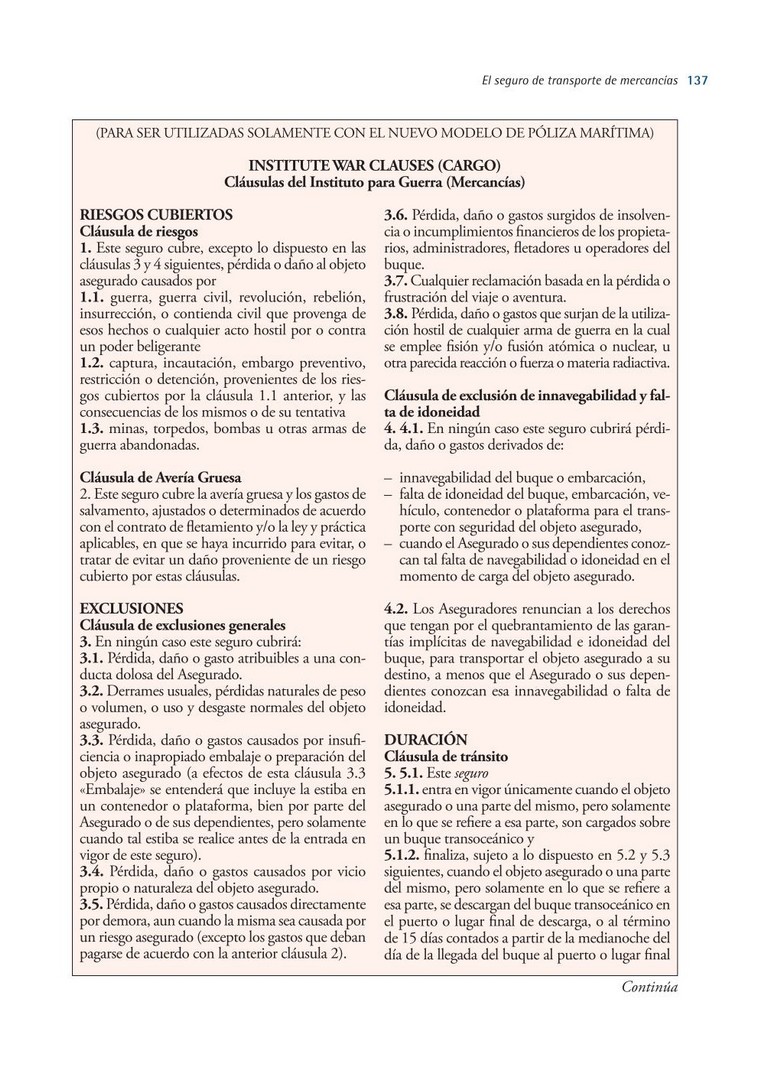 El seguro de transporte de mercancías 137
(PARA SER UTILIZADAS SOLAMENTE CON EL NUEVO MODELO DE PÓLIZA MARÍTIMA)
INSTITUTE WAR CLAUSES (CARGO)
Cláusulas del Instituto para Guerra (Mercancías)
RIESGOS CUBIERTOS
Cláusula de riesgos
1. Este seguro cubre, excepto lo dispuesto en las
cláusulas 3 y 4 siguientes, pérdida o daño al objeto
asegurado causados por
1.1. guerra, guerra civil, revolución, rebelión,
insurrección, o contienda civil que provenga de
esos hechos o cualquier acto hostil por o contra
un poder beligerante
1.2. captura, incautación, embargo preventivo,
restricción o detención, provenientes de los ries-
gos cubiertos por la cláusula 1.1 anterior, y las
consecuencias de los mismos o de su tentativa
1.3. minas, torpedos, bombas u otras armas de
guerra abandonadas.
Cláusula de Avería Gruesa
2. Este seguro cubre la avería gruesa y los gastos de
salvamento, ajustados o determinados de acuerdo
con el contrato de fletamiento y/o la ley y práctica
aplicables, en que se haya incurrido para evitar, o
tratar de evitar un daño proveniente de un riesgo
cubierto por estas cláusulas.
EXCLUSIONES
Cláusula de exclusiones generales
3. En ningún caso este seguro cubrirá:
3.1. Pérdida, daño o gasto atribuibles a una con-
ducta dolosa del Asegurado.
3.2. Derrames usuales, pérdidas naturales de peso
o volumen, o uso y desgaste normales del objeto
asegurado.
3.3. Pérdida, daño o gastos causados por insufi-
ciencia o inapropiado embalaje o preparación del
objeto asegurado (a efectos de esta cláusula 3.3
«Embalaje» se entenderá que incluye la estiba en
un contenedor o plataforma, bien por parte del
Asegurado o de sus dependientes, pero solamente
cuando tal estiba se realice antes de la entrada en
vigor de este seguro).
3.4. Pérdida, daño o gastos causados por vicio
propio o naturaleza del objeto asegurado.
3.5. Pérdida, daño o gastos causados directamente
por demora, aun cuando la misma sea causada por
un riesgo asegurado (excepto los gastos que deban
pagarse de acuerdo con la anterior cláusula 2).
3.6. Pérdida, daño o gastos surgidos de insolven-
cia o incumplimientos financieros de los propieta-
rios, administradores, fletadores u operadores del
buque.
3.7. Cualquier reclamación basada en la pérdida o
frustración del viaje o aventura.
3.8. Pérdida, daño o gastos que surjan de la utiliza-
ción hostil de cualquier arma de guerra en la cual
se emplee fisión y/o fusión atómica o nuclear, u
otra parecida reacción o fuerza o materia radiactiva.
Cláusula de exclusión de innavegabilidad y fal-
ta de idoneidad
4. 4.1. En ningún caso este seguro cubrirá pérdi-
da, daño o gastos derivados de:
– innavegabilidad del buque o embarcación,
– falta de idoneidad del buque, embarcación, ve-
hículo, contenedor o plataforma para el trans-
porte con seguridad del objeto asegurado,
– cuando el Asegurado o sus dependientes conoz-
can tal falta de navegabilidad o idoneidad en el
momento de carga del objeto asegurado.
4.2. Los Aseguradores renuncian a los derechos
que tengan por el quebrantamiento de las garan-
tías implícitas de navegabilidad e idoneidad del
buque, para transportar el objeto asegurado a su
destino, a menos que el Asegurado o sus depen-
dientes conozcan esa innavegabilidad o falta de
idoneidad.
DURACIÓN
Cláusula de tránsito
5. 5.1. Este seguro
5.1.1. entra en vigor únicamente cuando el objeto
asegurado o una parte del mismo, pero solamente
en lo que se refiere a esa parte, son cargados sobre
un buque transoceánico y
5.1.2. finaliza, sujeto a lo dispuesto en 5.2 y 5.3
siguientes, cuando el objeto asegurado o una parte
del mismo, pero solamente en lo que se refiere a
esa parte, se descargan del buque transoceánico en
el puerto o lugar final de descarga, o al término
de 15 días contados a partir de la medianoche del
día de la llegada del buque al puerto o lugar final
Continúa